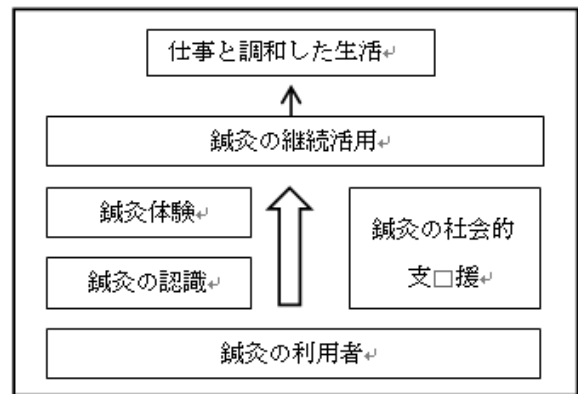 仕事と調和した生活↵
鍼灸の継続活用↵
鍼灸体験↵
鍼灸の認識↵
鍼灸の社会的
支□援↵
鍼灸の利用者↵